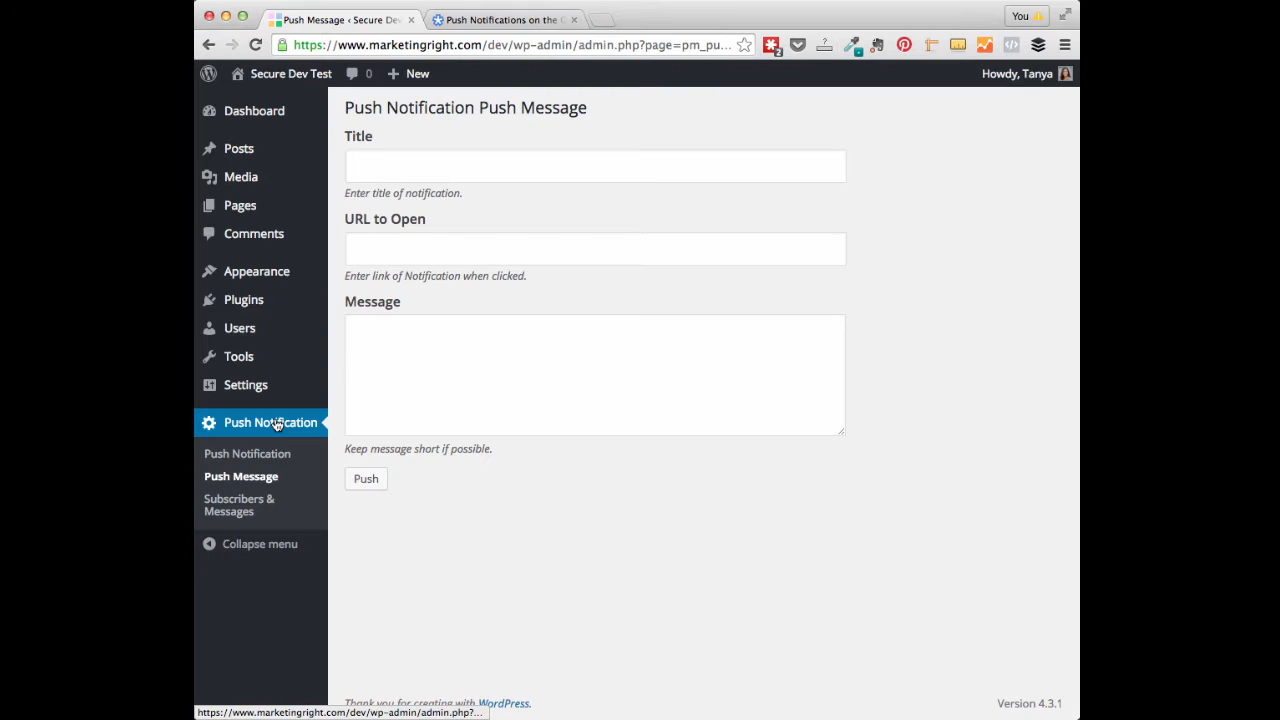 Push Message ‹ Secure Dev
Push Notifications on the
You
https://www.marketingright.com/dev/wp-admin/admin.php?page=pm_pu...
2
Secure Dev Test
0
New
Howdy, Tanya
Dashboard
Posts
Media
Pages
Comments
Appearance
Plugins
Users
Tools
Settings
Push Notification
Push Notification
Push Message
Subscribers &
Messages
Collapse menu
Push Notification Push Message
Title
Enter title of notification.
URL to Open
Enter link of Notification when clicked.
Message
Keep message short if possible.
Push
Thank you for creating with WordPress.
Version 4.3.1
https://www.marketingright.com/dev/wp-admin/admin.php?...